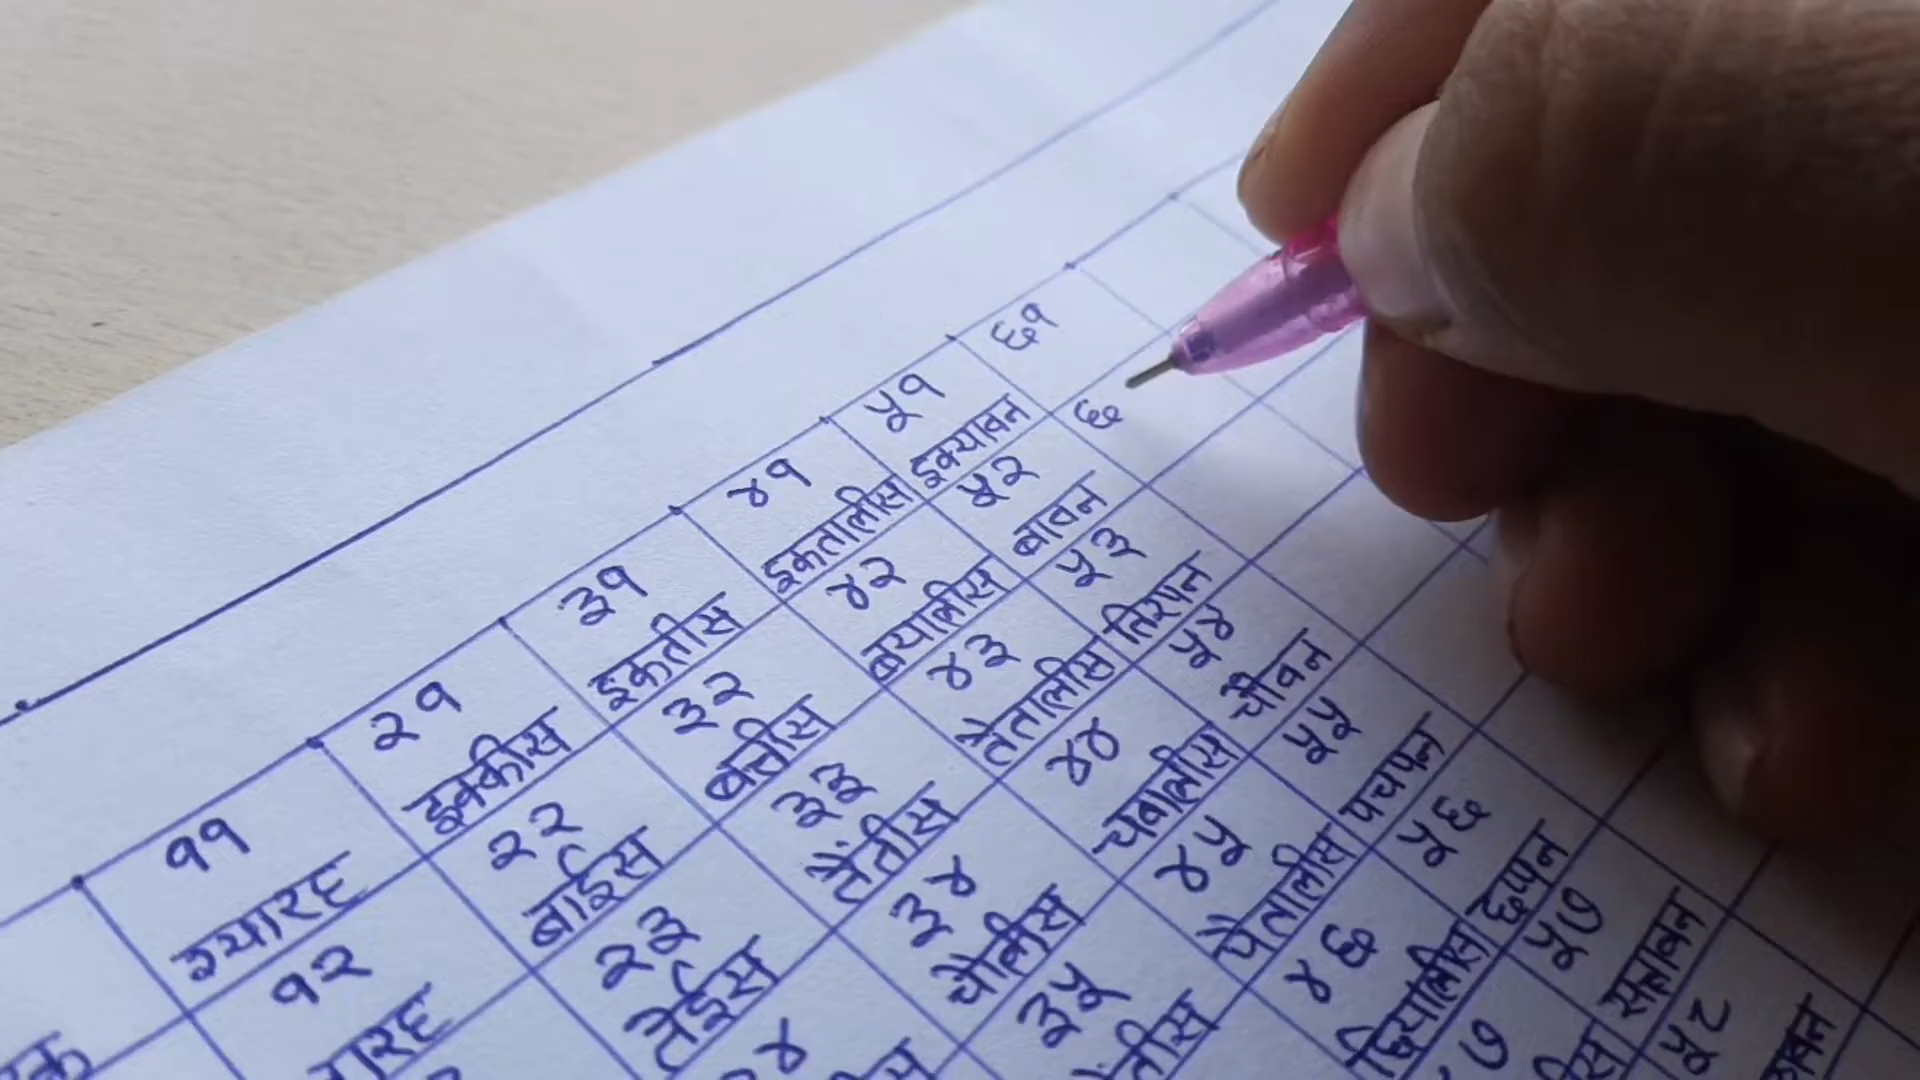 ११
ग्यारह
१२
२१
इक्कीस
२२
बाईस
२३
तेईस
३१
इकतीस
३२
बत्तीस
३३
तैंतीस
३४
३५
४१
इकतालीस
४२
बयालीस
४३
तैतालीस
४४
चवालीस
४५
पैतालीस
४६
छियालीस
५१
इक्यावन
५२
बावन
५३
तिरपन
५४
चौवन
५५
पचपन
५६
छप्पन
५७
सत्तावन
५८
६१
६